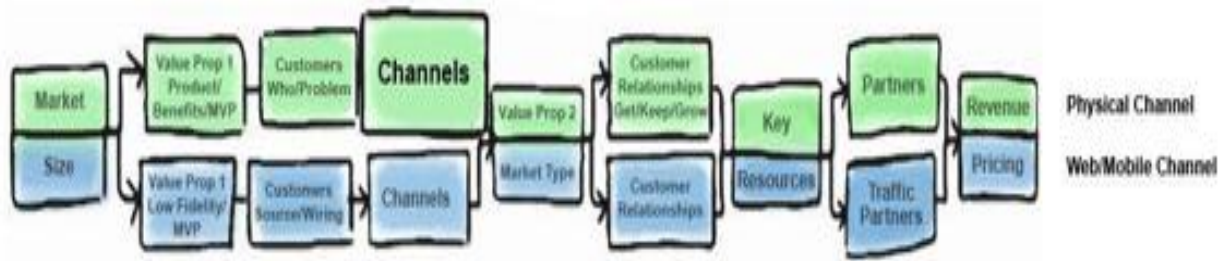 Market
Size
Value Prop 1
Product/
Benefits/MVP
Customers
Who/Problem
Channels
Value Prop 1
Low Fidelity/
MVP
Customers
Source/Wiring
Channels
Value Prop 2
Market Type
Customer
Relationships
Get/Keep/Grow
Customer
Relationships
Key
Resources
Partners
Traffic
Partners
Revenue
Pricing
Physical Channel
Web/Mobile Channel